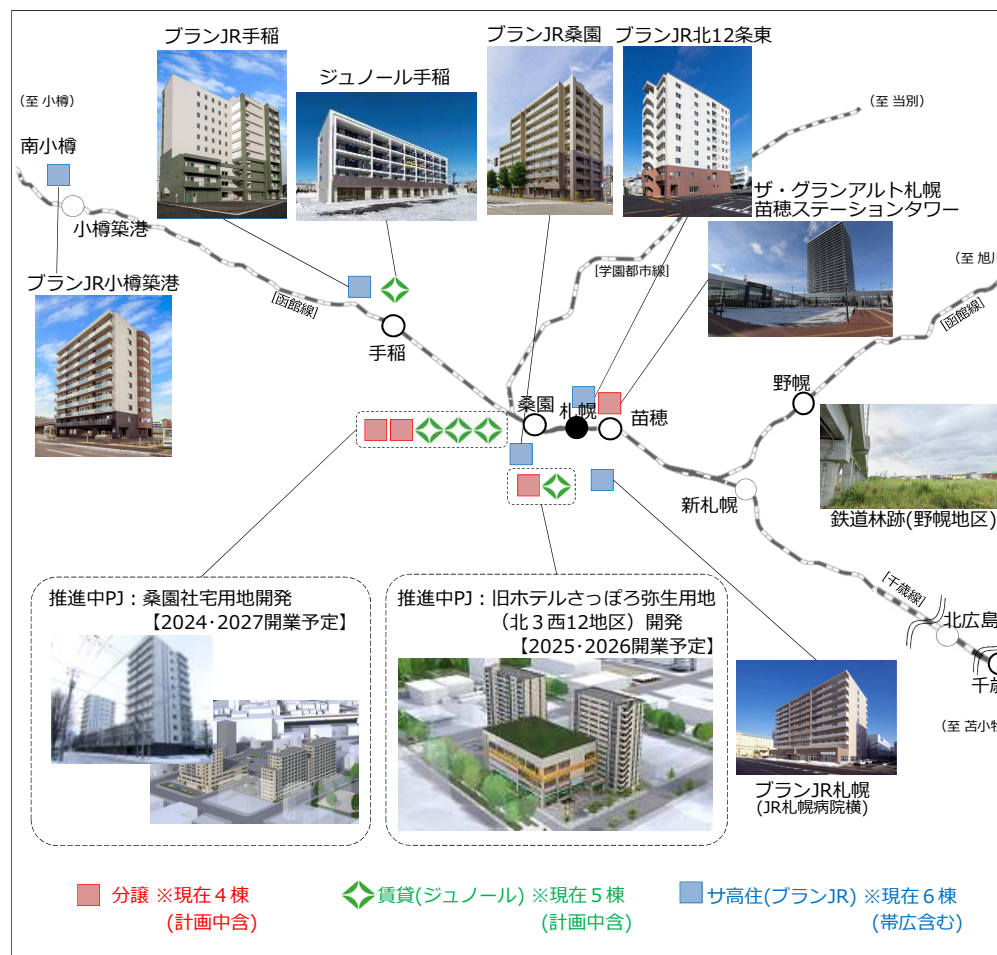 ブランJR手稲
ジュノール手稲
ブランJR桑園
ブランJR北12条東
(至 小樽)
(至 当別)
南小樽
小樽築港
ブランJR小樽築港
ザ・グランアルト札幌
苗穂ステーションタワー
[学園都市線]
(至 旭川
[函館線]
[函館線]
手稲
桑園
札幌
苗穂
野幌
新札幌
鉄道林跡(野幌地区)
[千歳線]
北広島
千歳
(至 苫小牧
推進中PJ：桑園社宅用地開発
【2024･2027開業予定】
推進中PJ：旧ホテルさっぽろ弥生用地
(北３西12地区）開発
【2025･2026開業予定】
ブランJR札幌
(JR札幌病院横)
分譲 ※現在４棟
(計画中含)
賃貸(ジュノール) ※現在５棟
(計画中含)
サ高住(ブランJR) ※現在６棟
(帯広含む)